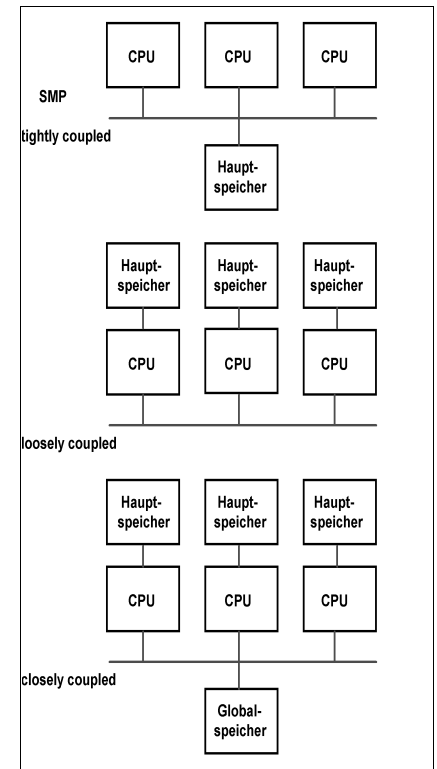 CPU CPU CPU
SMP
tightly coupled
Haupt-
speicher
Haupt- Haupt- Haupt-
speicher speicher speicher
CPU CPU CPU
loosely coupled
Haupt- Haupt- Haupt-
speicher speicher speicher
CPU CPU CPU
closely coupled
Global-
speicher